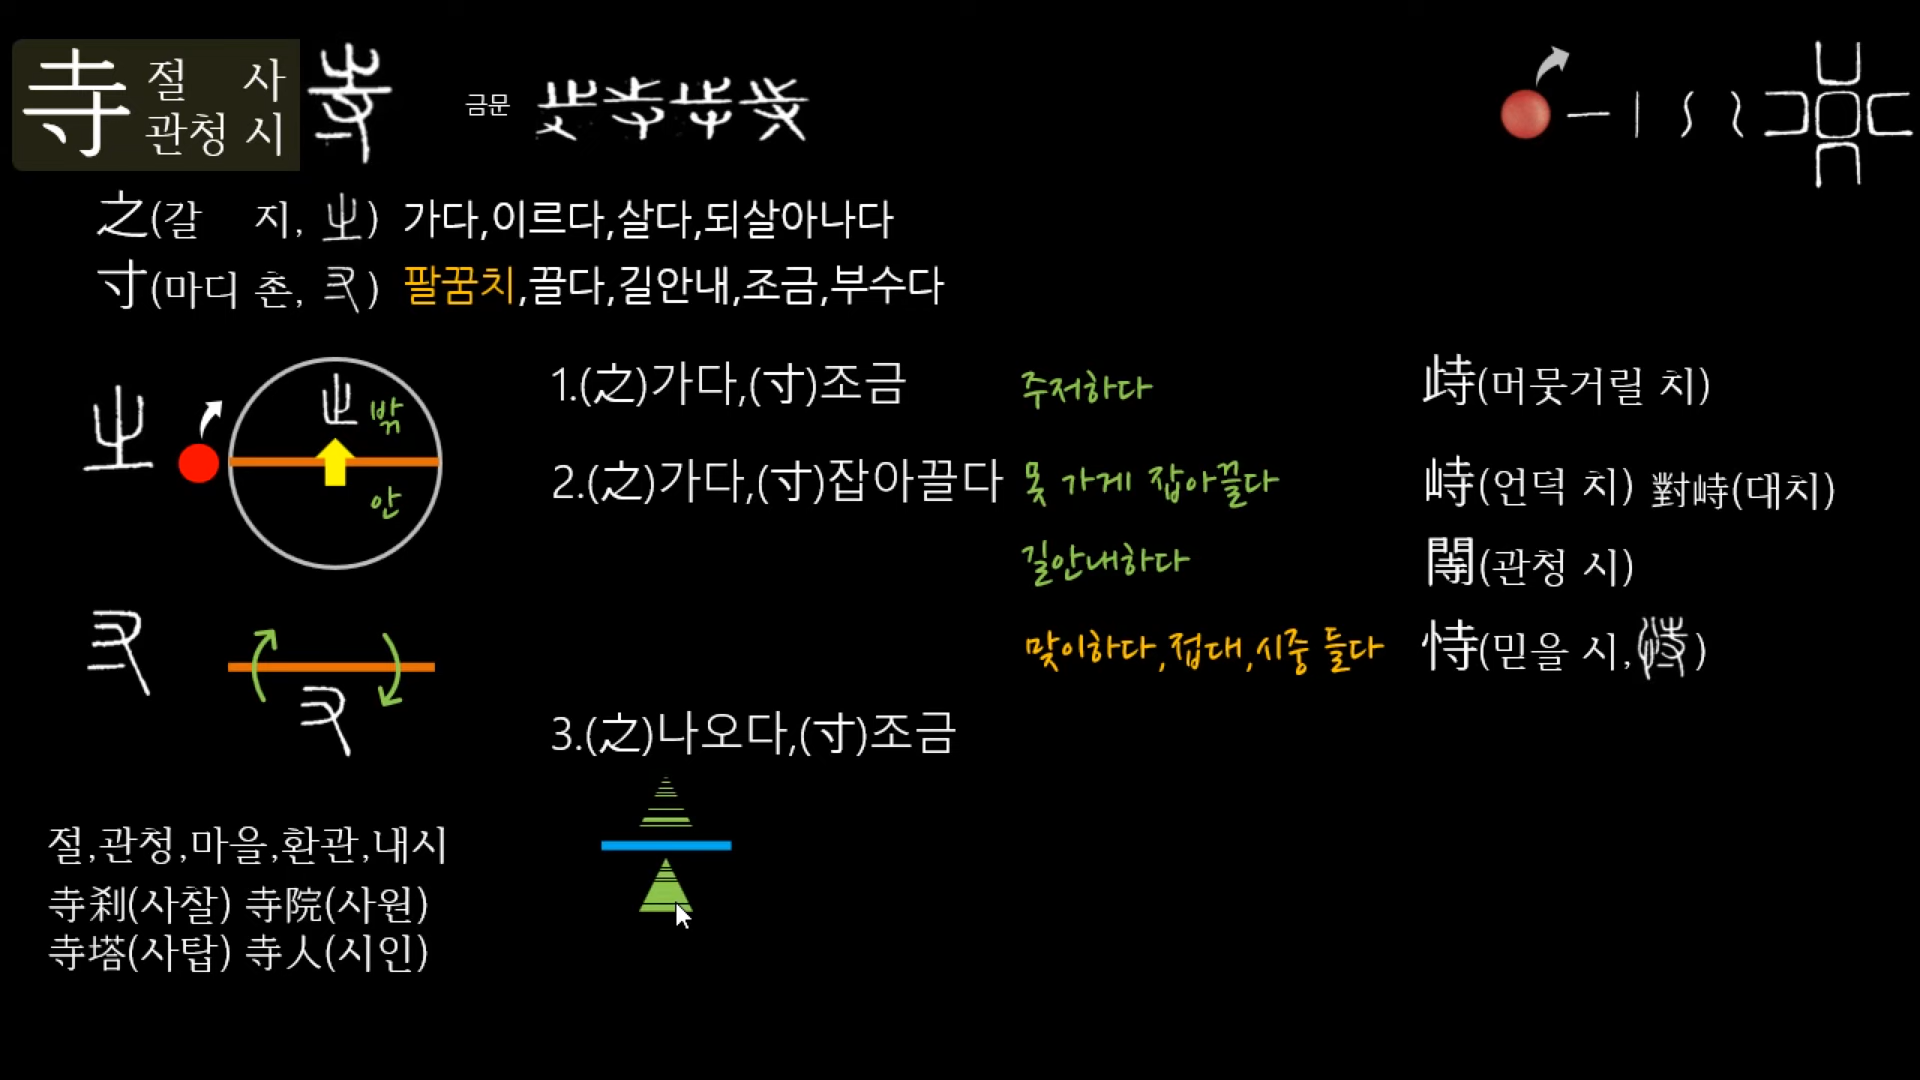 寺 절 사
관청 시
금문
之(갈 지, 㞢) 가다,이르다,살다,되살아나다
寸(마디 촌, ) 팔꿈치,끌다,길안내,조금,부수다
밖
안
1.(之)가다,(寸)조금 주저하다 歭(머뭇거릴 치)
2.(之)가다,(寸)잡아끌다 못 가게 잡아끌다 峙(언덕 치) 對峙(대치)
길안내하다 閳(관청 시)
맞이하다,접대,시중 들다 恃(믿을 시, )
3.(之)나오다,(寸)조금
절,관청,마을,환관,내시
寺刹(사찰) 寺院(사원)
寺塔(사탑) 寺人(시인)